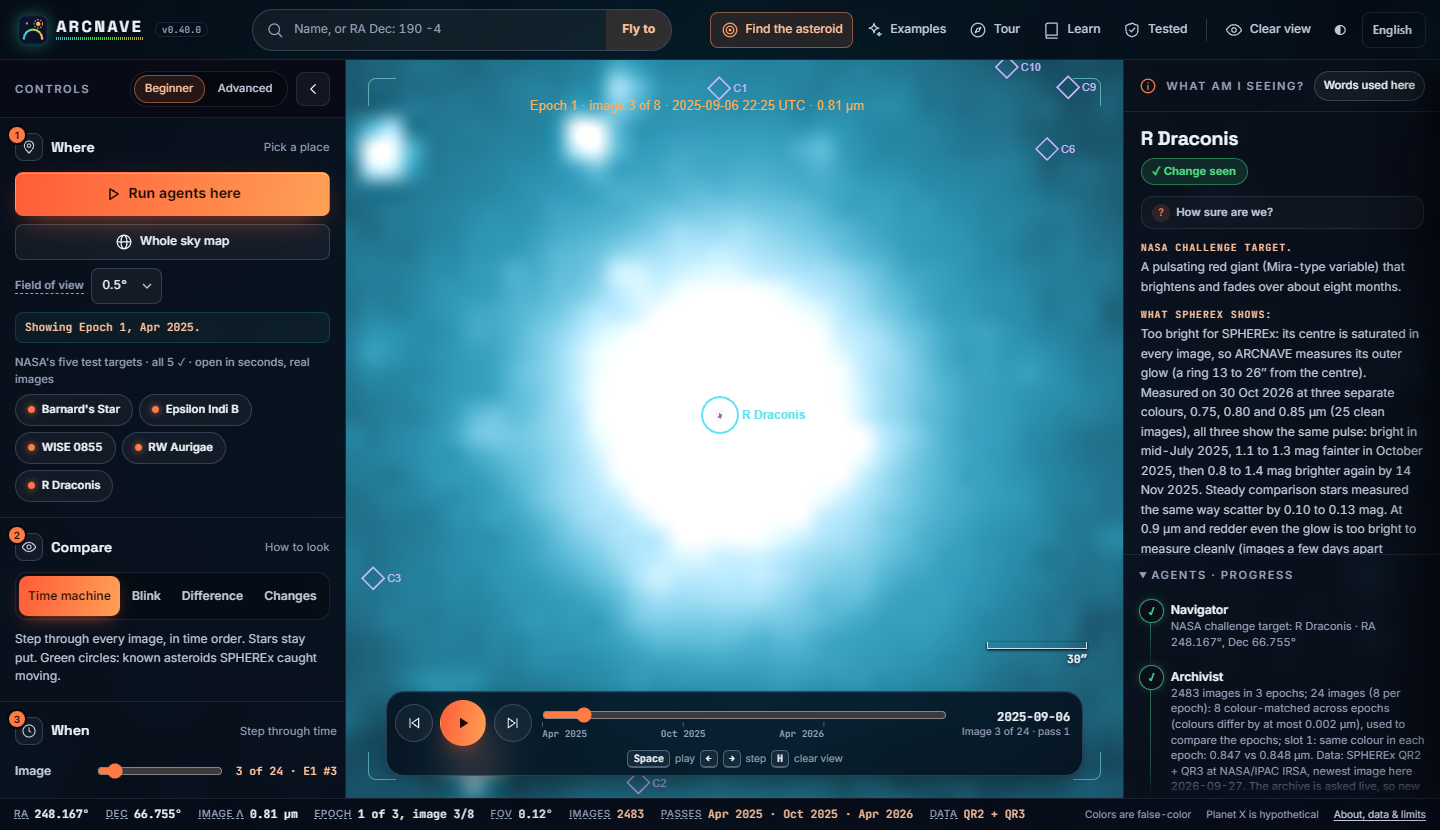 ARCNAVE
v0.40.0
Name, or RA Dec: 190 -4
Fly to
Find the asteroid
Examples
Tour
Learn
Tested
Clear view
English
CONTROLS
Beginner
Advanced
1
Where
Pick a place
Run agents here
Whole sky map
Field of view
0.5°
Showing Epoch 1, Apr 2025.
NASA's five test targets · all 5 ✓ · open in seconds, real
images
Barnard's Star
Epsilon Indi B
WISE 0855
RW Aurigae
R Draconis
2
Compare
How to look
Time machine
Blink
Difference
Changes
Step through every image, in time order. Stars stay
put. Green circles: known asteroids SPHEREx caught
moving.
3
When
Step through time
Image
3 of 24 · E1 #3
C1
C10
C9
Epoch 1 · image 3 of 8 · 2025-09-06 22:25 UTC · 0.81 µm
C6
R Draconis
C3
30″
Apr 2025
Oct 2025
Apr 2026
2025-09-06
Image 3 of 24 · pass 1
Space play ← → step H clear view
C2
WHAT AM I SEEING?
Words used here
R Draconis
✓ Change seen
? How sure are we?
NASA CHALLENGE TARGET.
A pulsating red giant (Mira-type variable) that
brightens and fades over about eight months.
WHAT SPHEREX SHOWS:
Too bright for SPHEREx: its centre is saturated in
every image, so ARCNAVE measures its outer
glow (a ring 13 to 26″ from the centre).
Measured on 30 Oct 2026 at three separate
colours, 0.75, 0.80 and 0.85 µm (25 clean
images), all three show the same pulse: bright in
mid-July 2025, 1.1 to 1.3 mag fainter in October
2025, then 0.8 to 1.4 mag brighter again by 14
Nov 2025. Steady comparison stars measured
the same way scatter by 0.10 to 0.13 mag. At
0.9 µm and redder even the glow is too bright to
measure cleanly (images a few days apart
▼ AGENTS · PROGRESS
✓ Navigator
NASA challenge target: R Draconis · RA
248.167°, Dec 66.755°
✓ Archivist
2483 images in 3 epochs; 24 images (8 per
epoch): 8 colour-matched across epochs
(colours differ by at most 0.002 µm), used to
compare the epochs; slot 1: same colour in each
epoch: 0.847 vs 0.848 µm. Data: SPHEREx QR2
+ QR3 at NASA/IPAC IRSA, newest image here
2026-09-27. The archive is asked live, so new
RA 248.167°
DEC 66.755°
IMAGE Λ 0.81 µm
EPOCH 1 of 3, image 3/8
FOV 0.12°
IMAGES 2483
PASSES Apr 2025 · Oct 2025 · Apr 2026
DATA QR2 + QR3
Colors are false-color
Planet X is hypothetical
About, data & limits